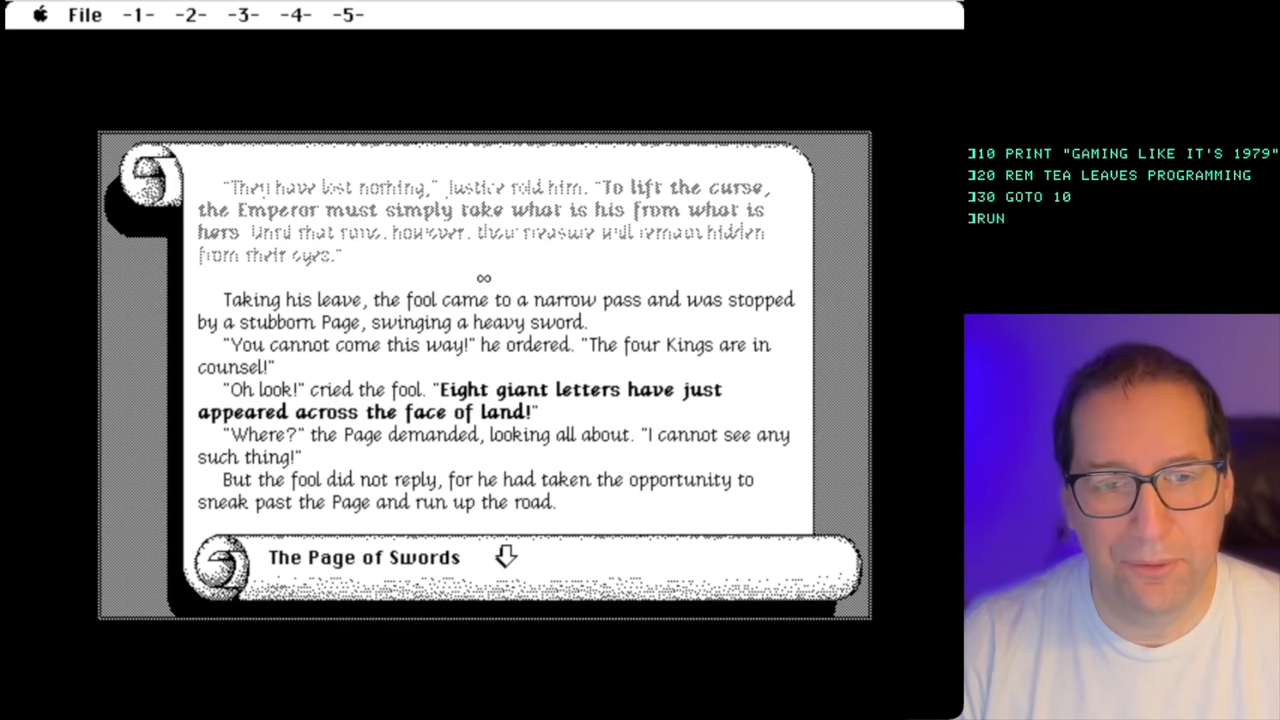 File -1- -2- -3- -4- -5-
"They have lost nothing," Justice told him. "To lift the curse,
the Emperor must simply take what is his from what is
hers. Until that time, however, their treasure will remain hidden
from their eyes."
∞
Taking his leave, the fool came to a narrow pass and was stopped
by a stubborn Page, swinging a heavy sword.
"You cannot come this way!" he ordered. "The four Kings are in
counsel!"
"Oh look!" cried the fool. "Eight giant letters have just
appeared across the face of land!"
"Where?" the Page demanded, looking all about. "I cannot see any
such thing!"
But the fool did not reply, for he had taken the opportunity to
sneak past the Page and run up the road.
The Page of Swords
]10 PRINT "GAMING LIKE IT'S 1979"
]20 REM TEA LEAVES PROGRAMMING
]30 GOTO 10
]RUN